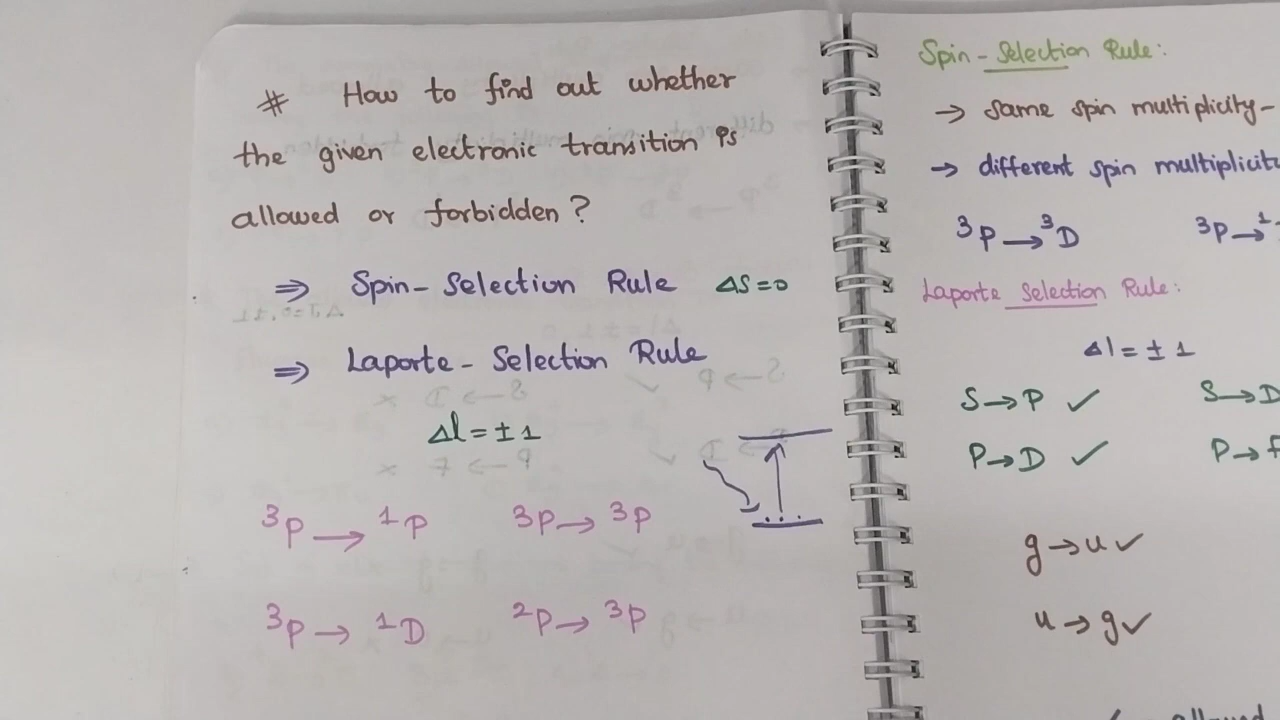 # How to find out whether
the given electronic transition is
allowed or forbidden?
⇒ Spin-Selection Rule ΔS=0
⇒ Laporte-Selection Rule
Δl=±1
³P→¹P ³P→³P
³P→¹D ²P→³P
Spin-Selection Rule:
→ same spin multiplicity-
→ different spin
³P→³D ³P→¹
Laporte Selection Rule:
Δl=±1
S→P ✓ S→D
P→D ✓ P→f
g→u✓
u→g✓